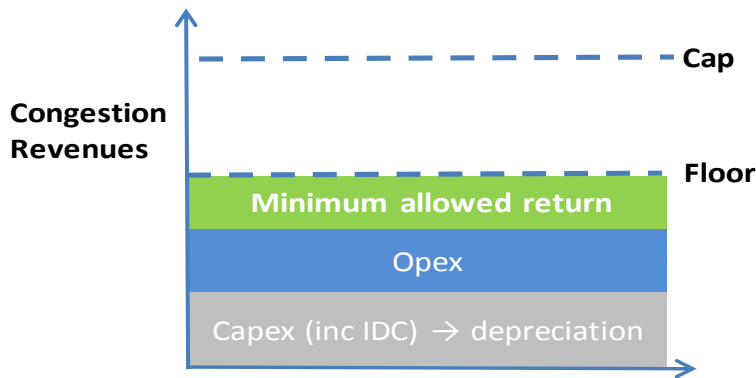 Cap
Congestion
Revenues
Floor
Minimum allowed return
Opex
Capex (inc IDC) → depreciation